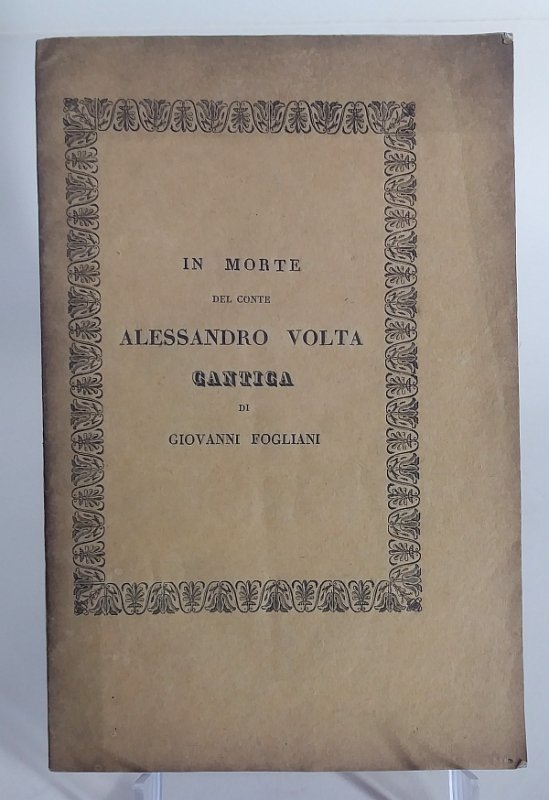 IN MORTE
DEL CONTE
ALESSANDRO VOLTA
CANTICA
DI
GIOVANNI FOGLIANI